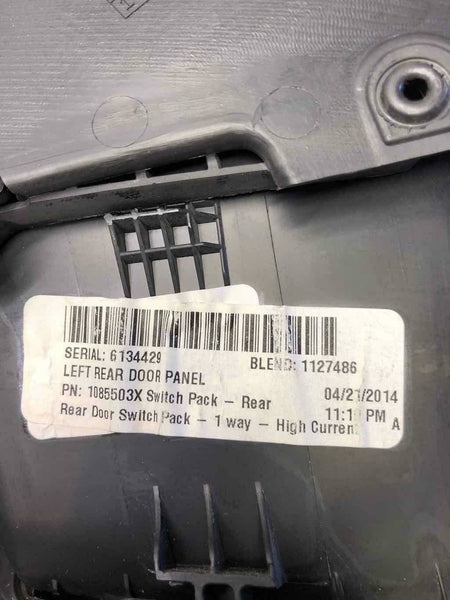 SERIAL: 6134429 BLEND: 1127486
LEFT REAR DOOR PANEL 04/21/2014
PN: 1085503X Switch Pack - Rear PM
Rear Door Switch Pack - 1 way - High Curren A